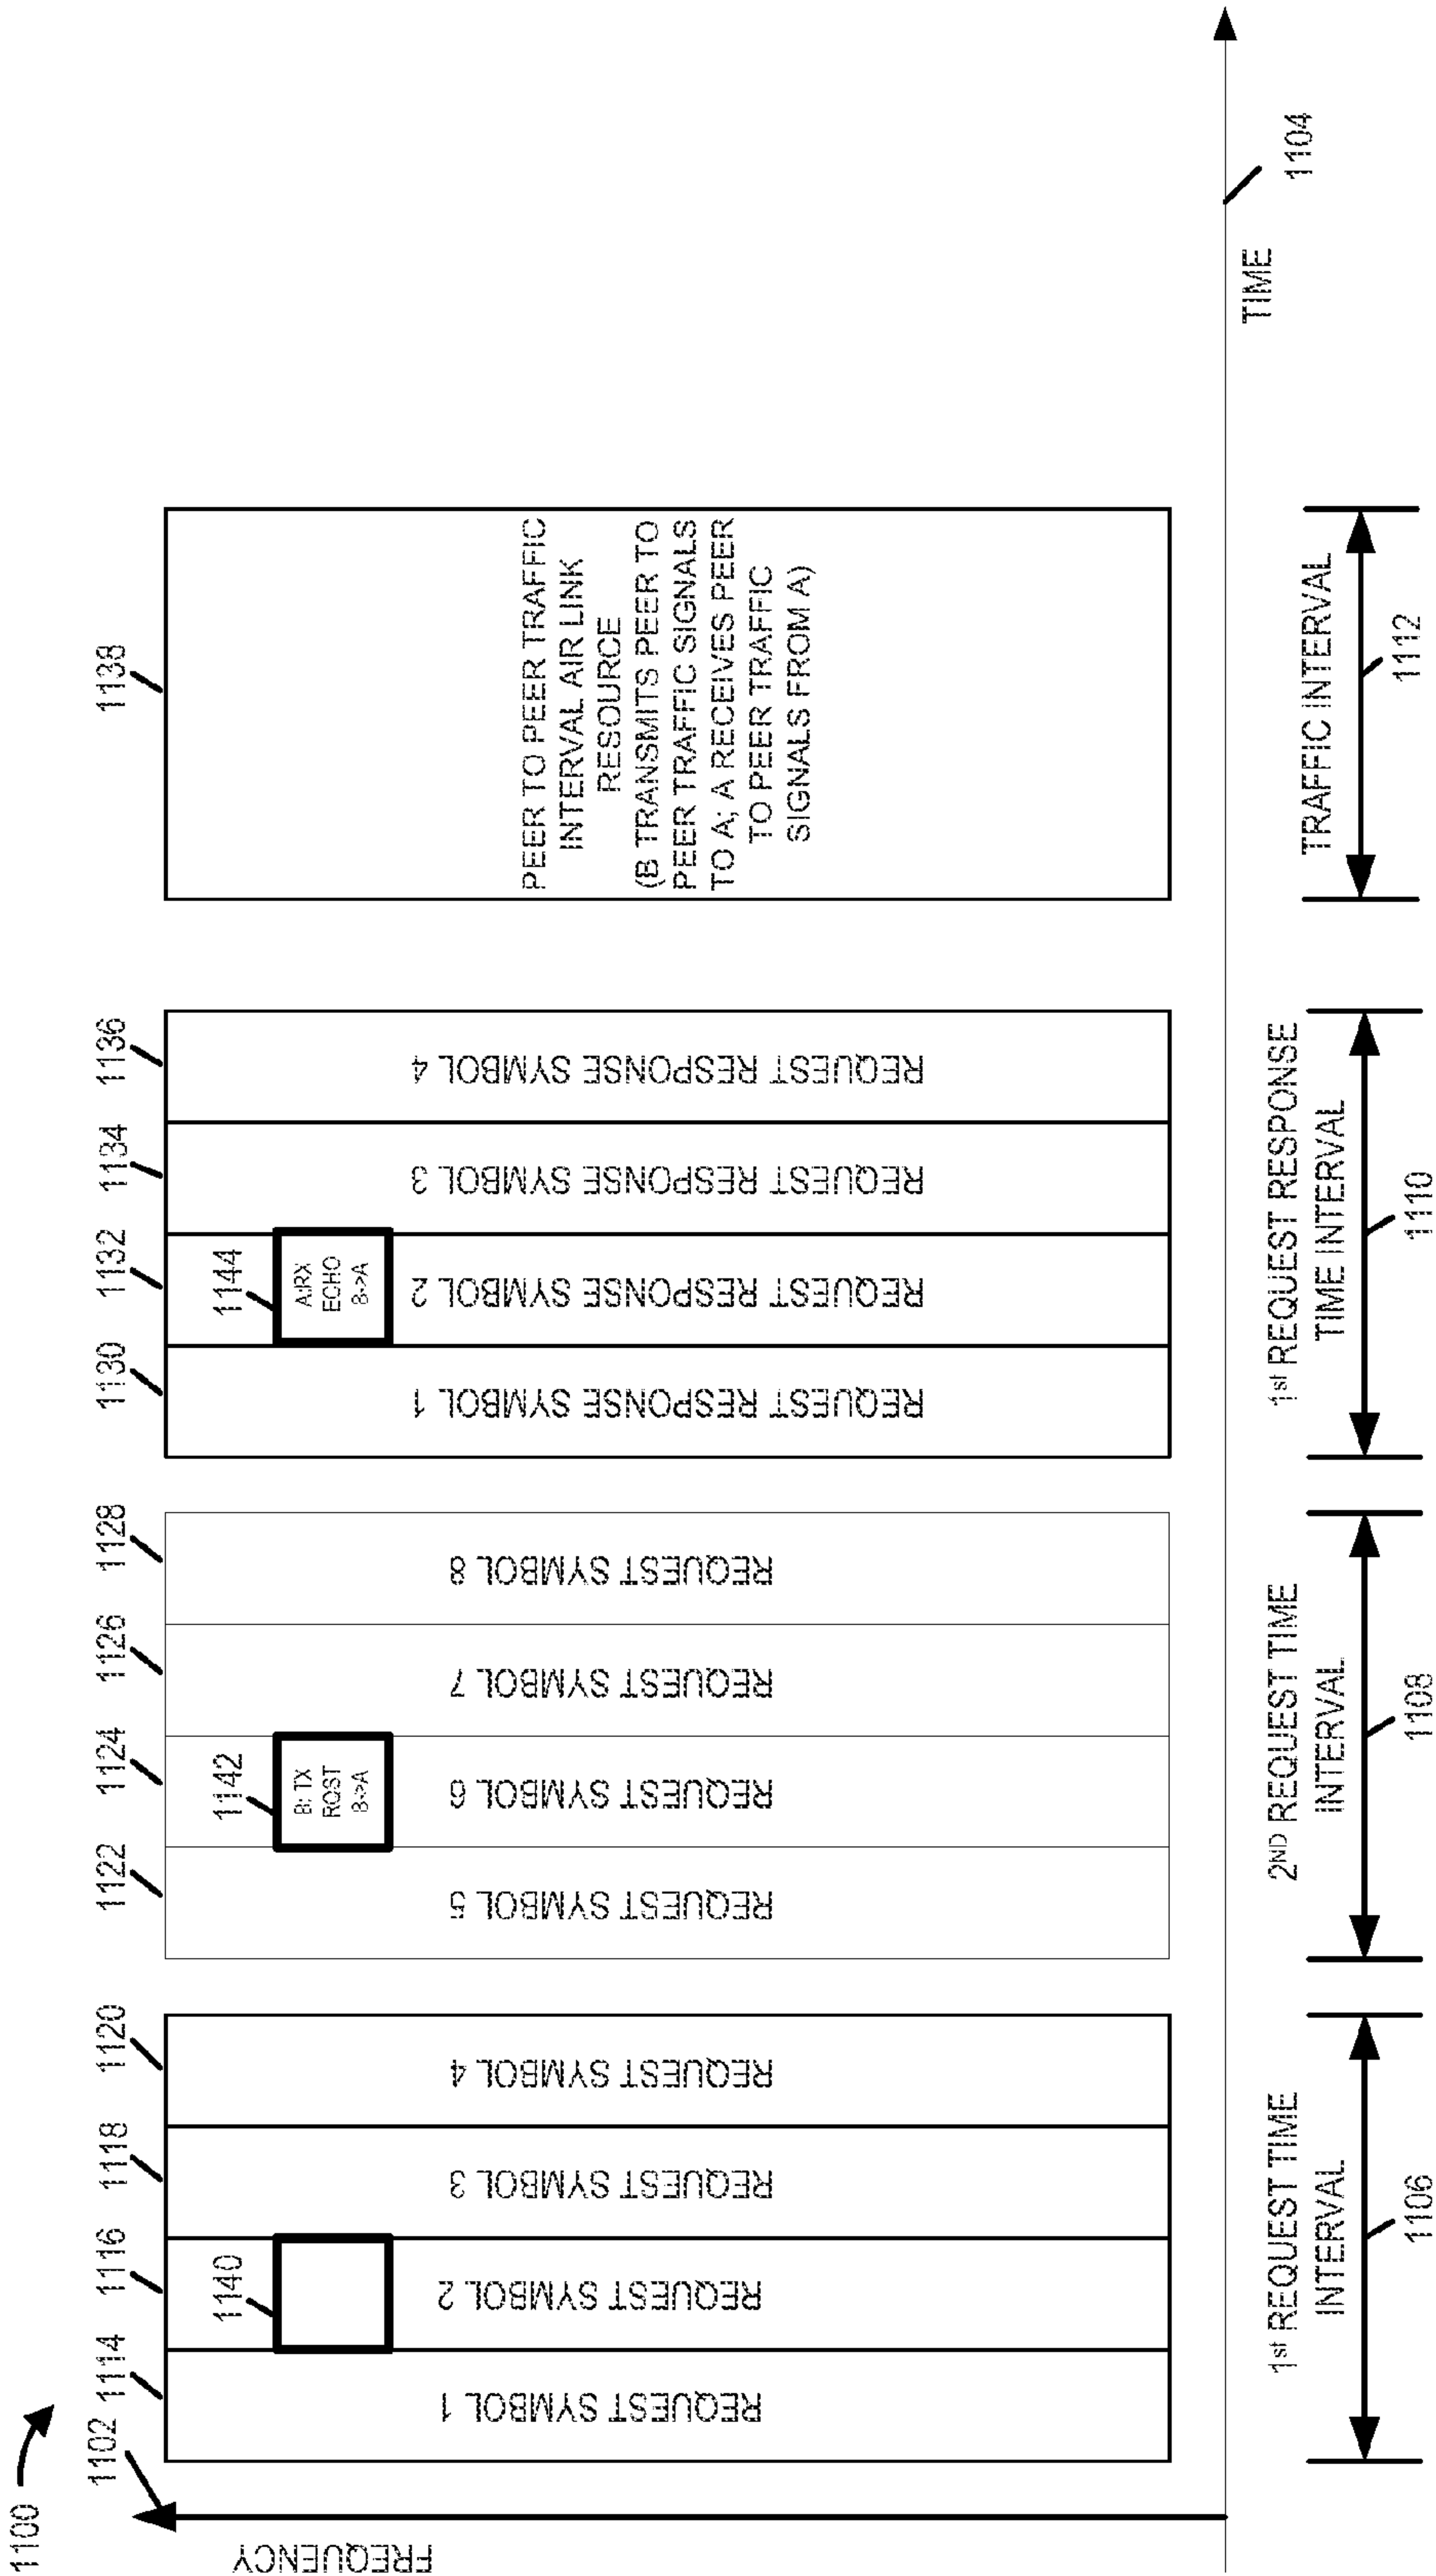 1100
1102
FREQUENCY
1114
1116
1118
1120
1122
1124
1126
1128
1130
1132
1134
1136
1138
1140
1142
1144
REQUEST SYMBOL 1
REQUEST SYMBOL 2
REQUEST SYMBOL 3
REQUEST SYMBOL 4
REQUEST SYMBOL 5
B: TX
RQST
B->A
REQUEST SYMBOL 6
REQUEST SYMBOL 7
REQUEST SYMBOL 8
REQUEST RESPONSE SYMBOL 1
A:RX
ECHO
B->A
REQUEST RESPONSE SYMBOL 2
REQUEST RESPONSE SYMBOL 3
REQUEST RESPONSE SYMBOL 4
PEER TO PEER TRAFFIC
INTERVAL AIR LINK
RESOURCE
(B TRANSMITS PEER TO
PEER TRAFFIC SIGNALS
TO A; A RECEIVES PEER
TO PEER TRAFFIC
SIGNALS FROM A)
TIME
1104
1st REQUEST TIME
INTERVAL
1106
2ND REQUEST TIME
INTERVAL
1108
1st REQUEST RESPONSE
TIME INTERVAL
1110
TRAFFIC INTERVAL
1112